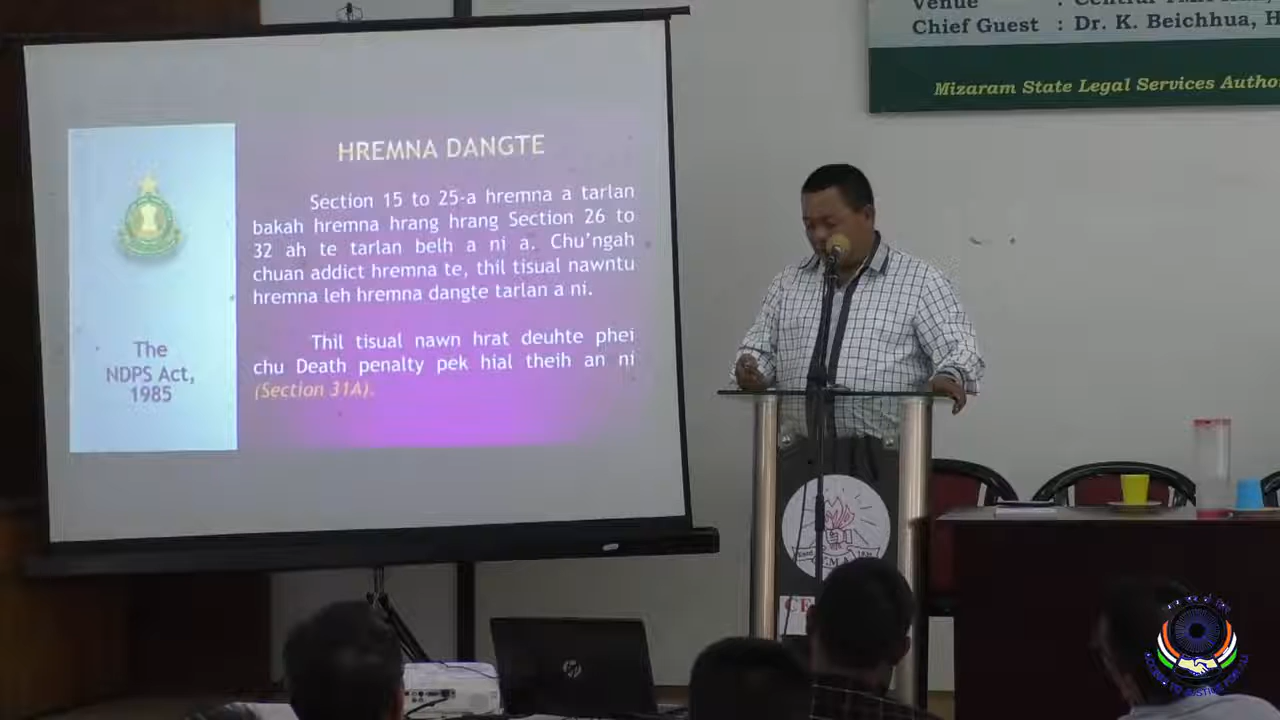 Venue : Central
Chief Guest : Dr. K. Beichhua, H
Mizaram State Legal Services Autho
HREMNA DANGTE
Section 15 to 25-a hremna a tarlan
bakah hremna hrang hrang Section 26 to
32 ah te tarlan belh a ni a. Chu'ngah
chuan addict hremna te, thil tisual nawntu
hremna leh hremna dangte tarlan a ni.
Thil tisual nawn hrat deuhte phei
chu Death penalty pek hial theih an ni
(Section 31A).
The
NDPS Act,
1985
CE
hp